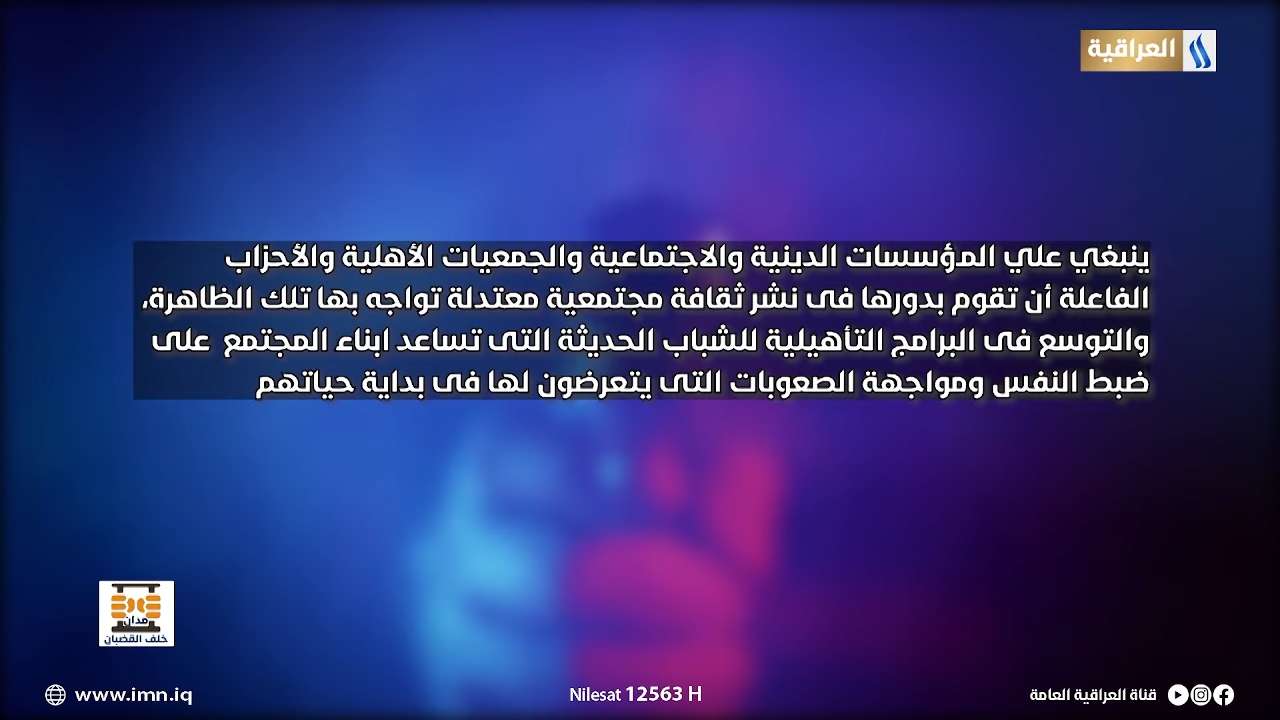 العراقية
ينبغي علي المؤسسات الدينية والاجتماعية والجمعيات الأهلية والأحزاب
الفاعلة أن تقوم بدورها فى نشر ثقافة مجتمعية معتدلة تواجه بها تلك الظاهرة،
والتوسع فى البرامج التأهيلية للشباب الحديثة التى تساعد ابناء المجتمع على
ضبط النفس ومواجهة الصعوبات التى يتعرضون لها فى بداية حياتهم
مدان
خلف القضبان
قناة العراقية العامة
Nilesat 12563 H
www.imn.iq